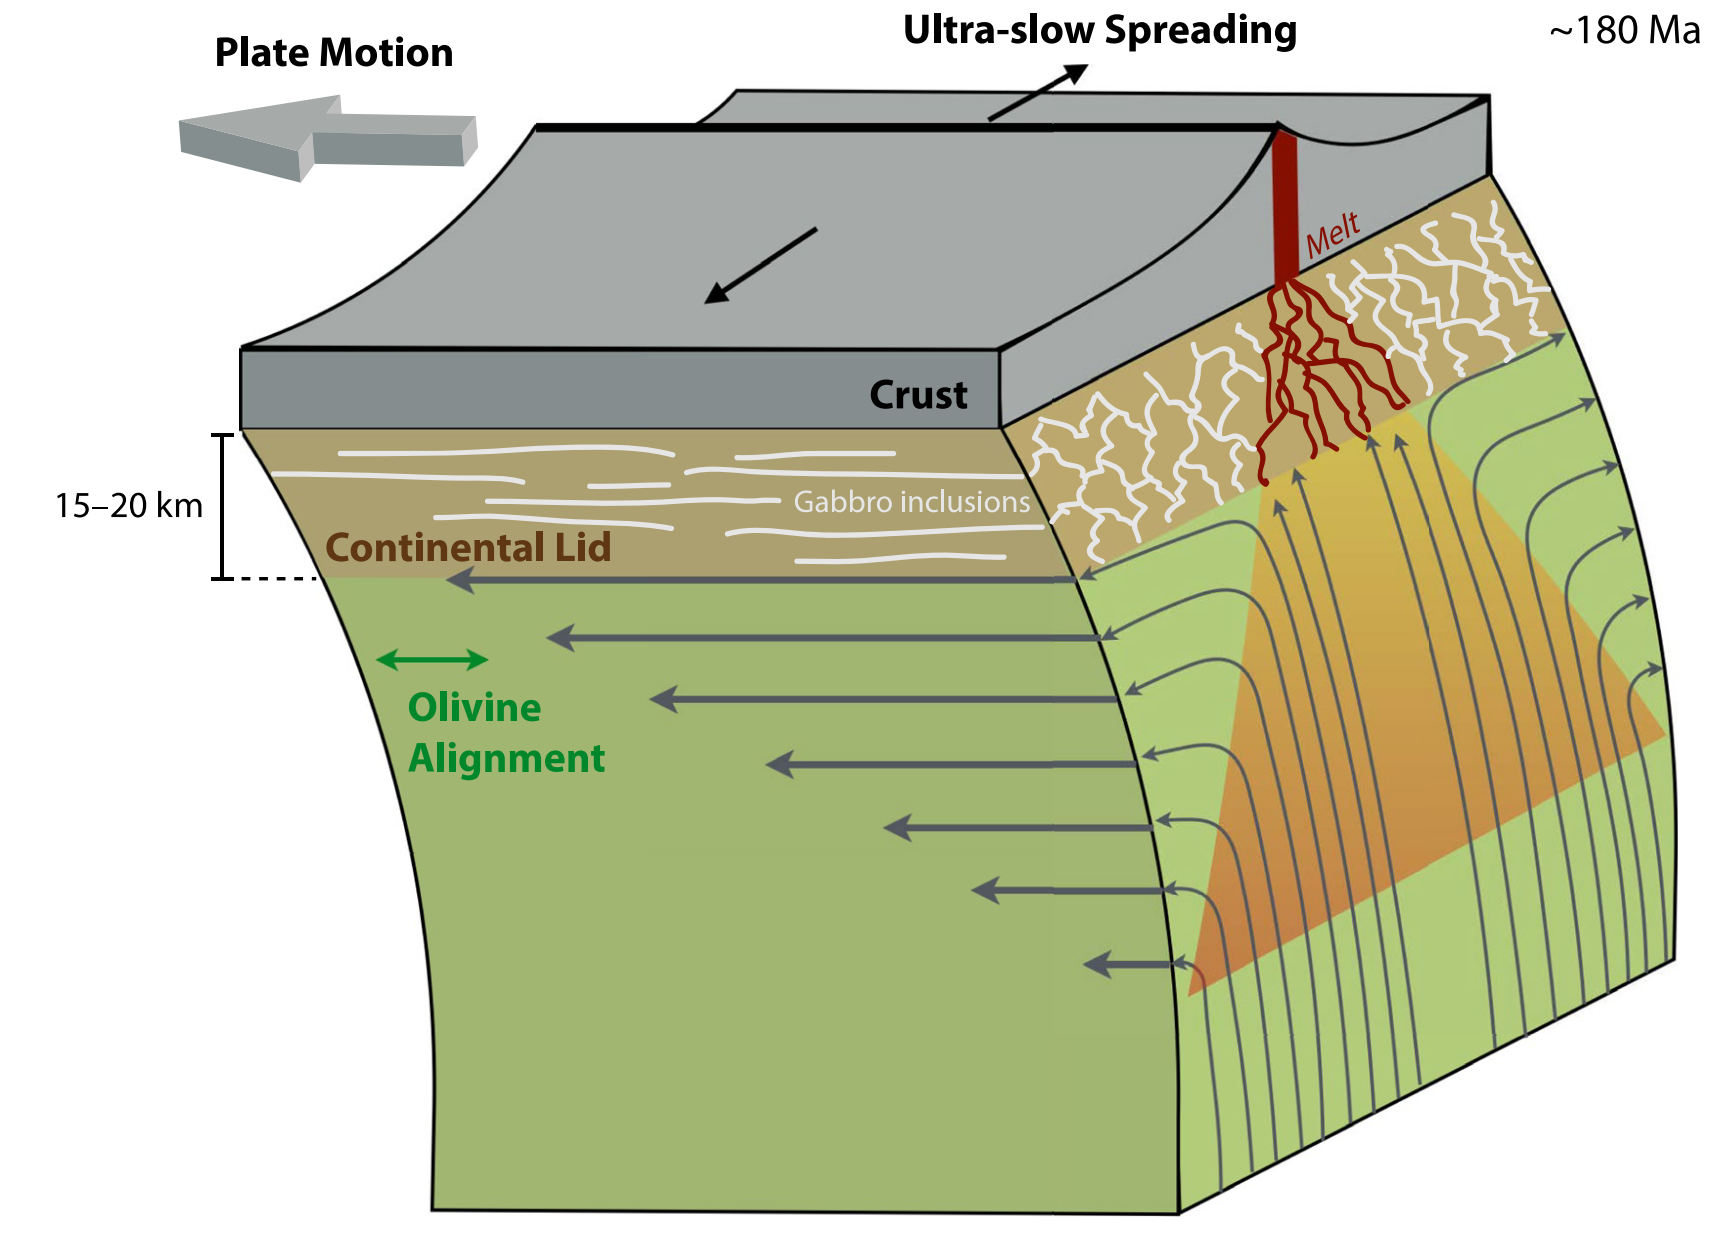 Ultra-slow Spreading
~180 Ma
Plate Motion
Melt
Crust
15–20 km
Gabbro inclusions
Continental Lid
Olivine
Alignment